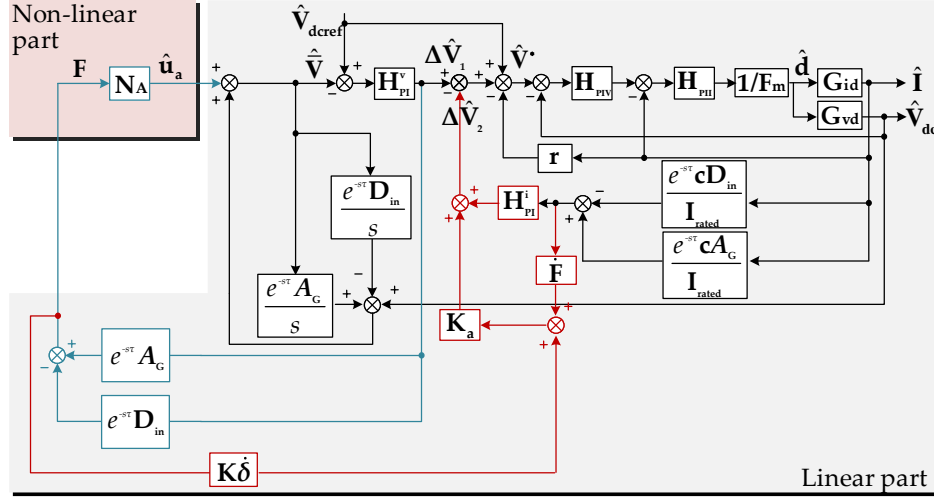 Non-linear
part
F
N_A
û_a
+
+
V̂_dcref
V̄̂
+
−
H^v_PI
ΔV̂_1
+
−
ΔV̂_2
+
+
−
V̂^•
−
H_PIV
−
H_PII
1/F_m
d̂
G_id
Î
G_vd
V̂_dc
r
e^-sτ D_in
s
e^-sτ A_G
s
−
+
+
+
+
H^i_PI
−
+
e^-sτ cD_in
I_rated
e^-sτ cA_G
I_rated
Ḟ
+
+
K_a
+
−
e^-sτ A_G
e^-sτ D_in
Kδ̇
Linear part